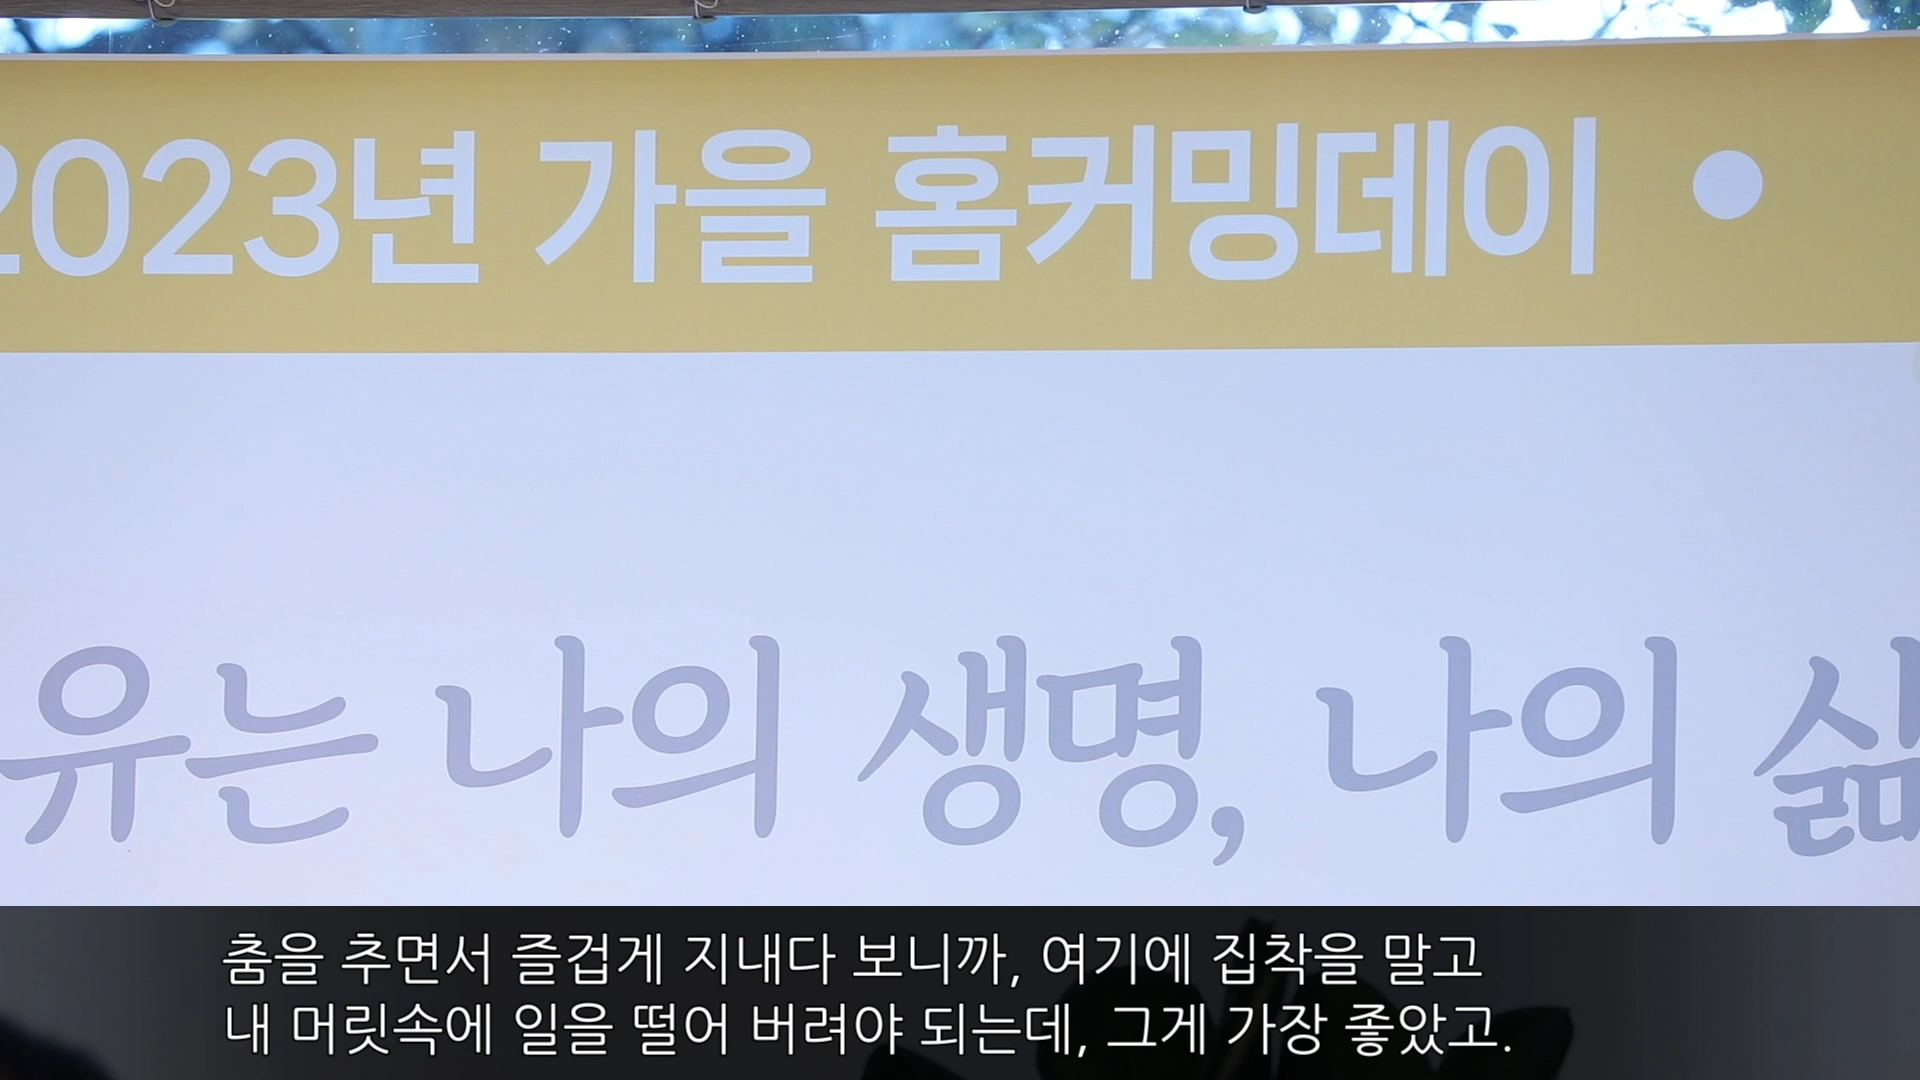 2023년 가을 홈커밍데이 •
유는 나의 생명, 나의 삶
춤을 추면서 즐겁게 지내다 보니까, 여기에 집착을 말고
내 머릿속에 일을 떨어 버려야 되는데, 그게 가장 좋았고.